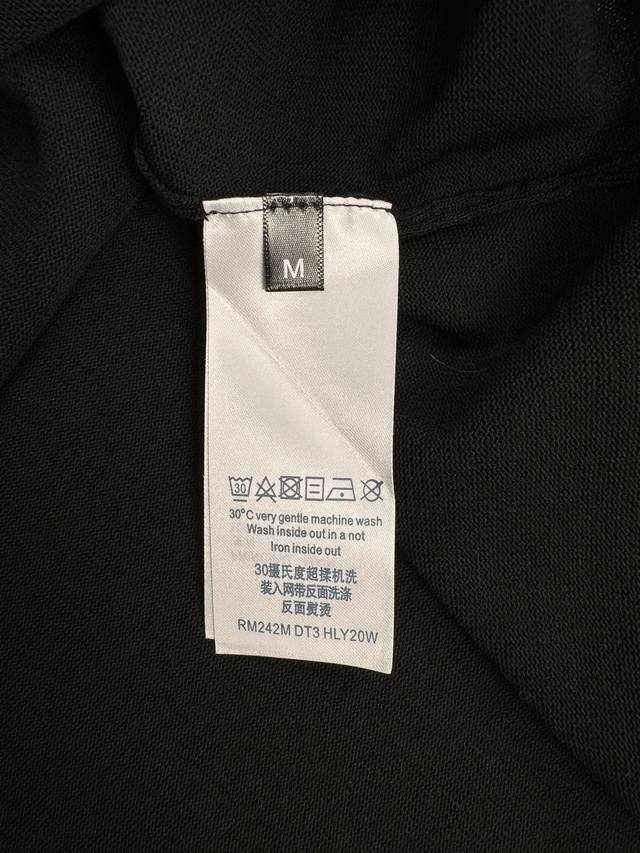 M
30
30°C very gentle machine wash
Wash inside out in a not
Iron inside out
30摄氏度超揉机洗
装入网带反面洗涤
反面熨烫
RM242M DT3 HLY20W